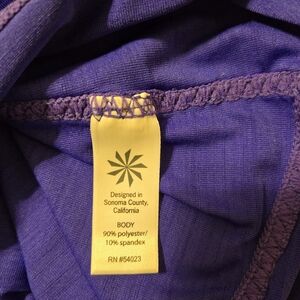 Designed in
Sonoma County,
California
BODY
90% polyester/
10% spandex
RN #54023